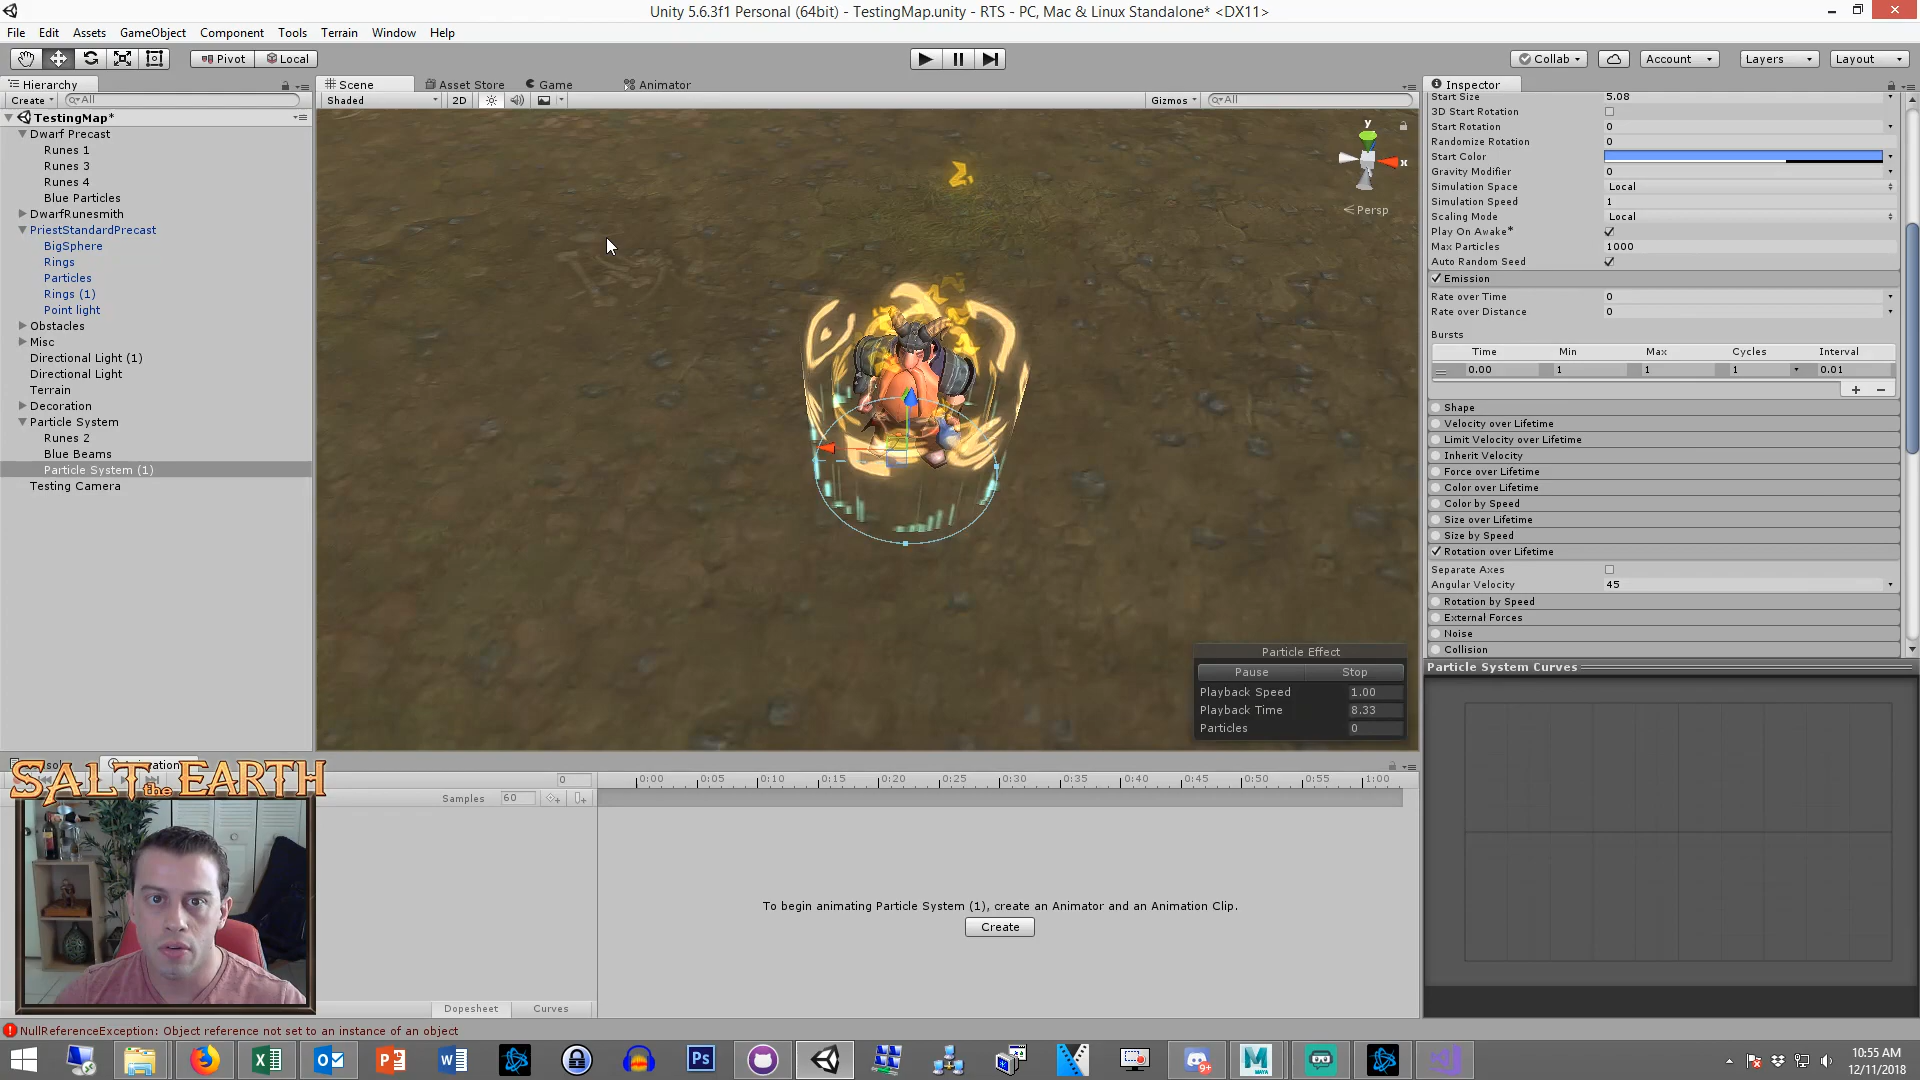 Unity 5.6.3f1 Personal (64bit) - TestingMap.unity - RTS - PC, Mac & Linux Standalone* <DX11>
File Edit Assets GameObject Component Tools Terrain Window Help
Pivot Local Collab Account Layers Layout
Hierarchy
Create All
TestingMap*
Dwarf Precast
Runes 1
Runes 3
Runes 4
Blue Particles
DwarfRunesmith
PriestStandardPrecast
BigSphere
Rings
Particles
Rings (1)
Point light
Obstacles
Misc
Directional Light (1)
Directional Light
Terrain
Decoration
Particle System
Runes 2
Blue Beams
Particle System (1)
Testing Camera
Scene Asset Store Game Animator
Shaded 2D Gizmos All
y
x
Persp
Particle Effect
Pause Stop
Playback Speed 1.00
Playback Time 8.33
Particles 0
Inspector
Start Size 5.08
3D Start Rotation
Start Rotation 0
Randomize Rotation 0
Start Color
Gravity Modifier 0
Simulation Space Local
Simulation Speed 1
Scaling Mode Local
Play On Awake*
Max Particles 1000
Auto Random Seed
Emission
Rate over Time 0
Rate over Distance 0
Bursts
Time Min Max Cycles Interval
0.00 1 1 1 0.01
Shape
Velocity over Lifetime
Limit Velocity over Lifetime
Inherit Velocity
Force over Lifetime
Color over Lifetime
Color by Speed
Size over Lifetime
Size by Speed
Rotation over Lifetime
Separate Axes
Angular Velocity 45
Rotation by Speed
External Forces
Noise
Collision
Particle System Curves
SALT the EARTH
0 0:00 0:05 0:10 0:15 0:20 0:25 0:30 0:35 0:40 0:45 0:50 0:55 1:00
Samples 60
To begin animating Particle System (1), create an Animator and an Animation Clip.
Create
Dopesheet Curves
NullReferenceException: Object reference not set to an instance of an object
Ps
9+
10:55 AM
12/11/2018